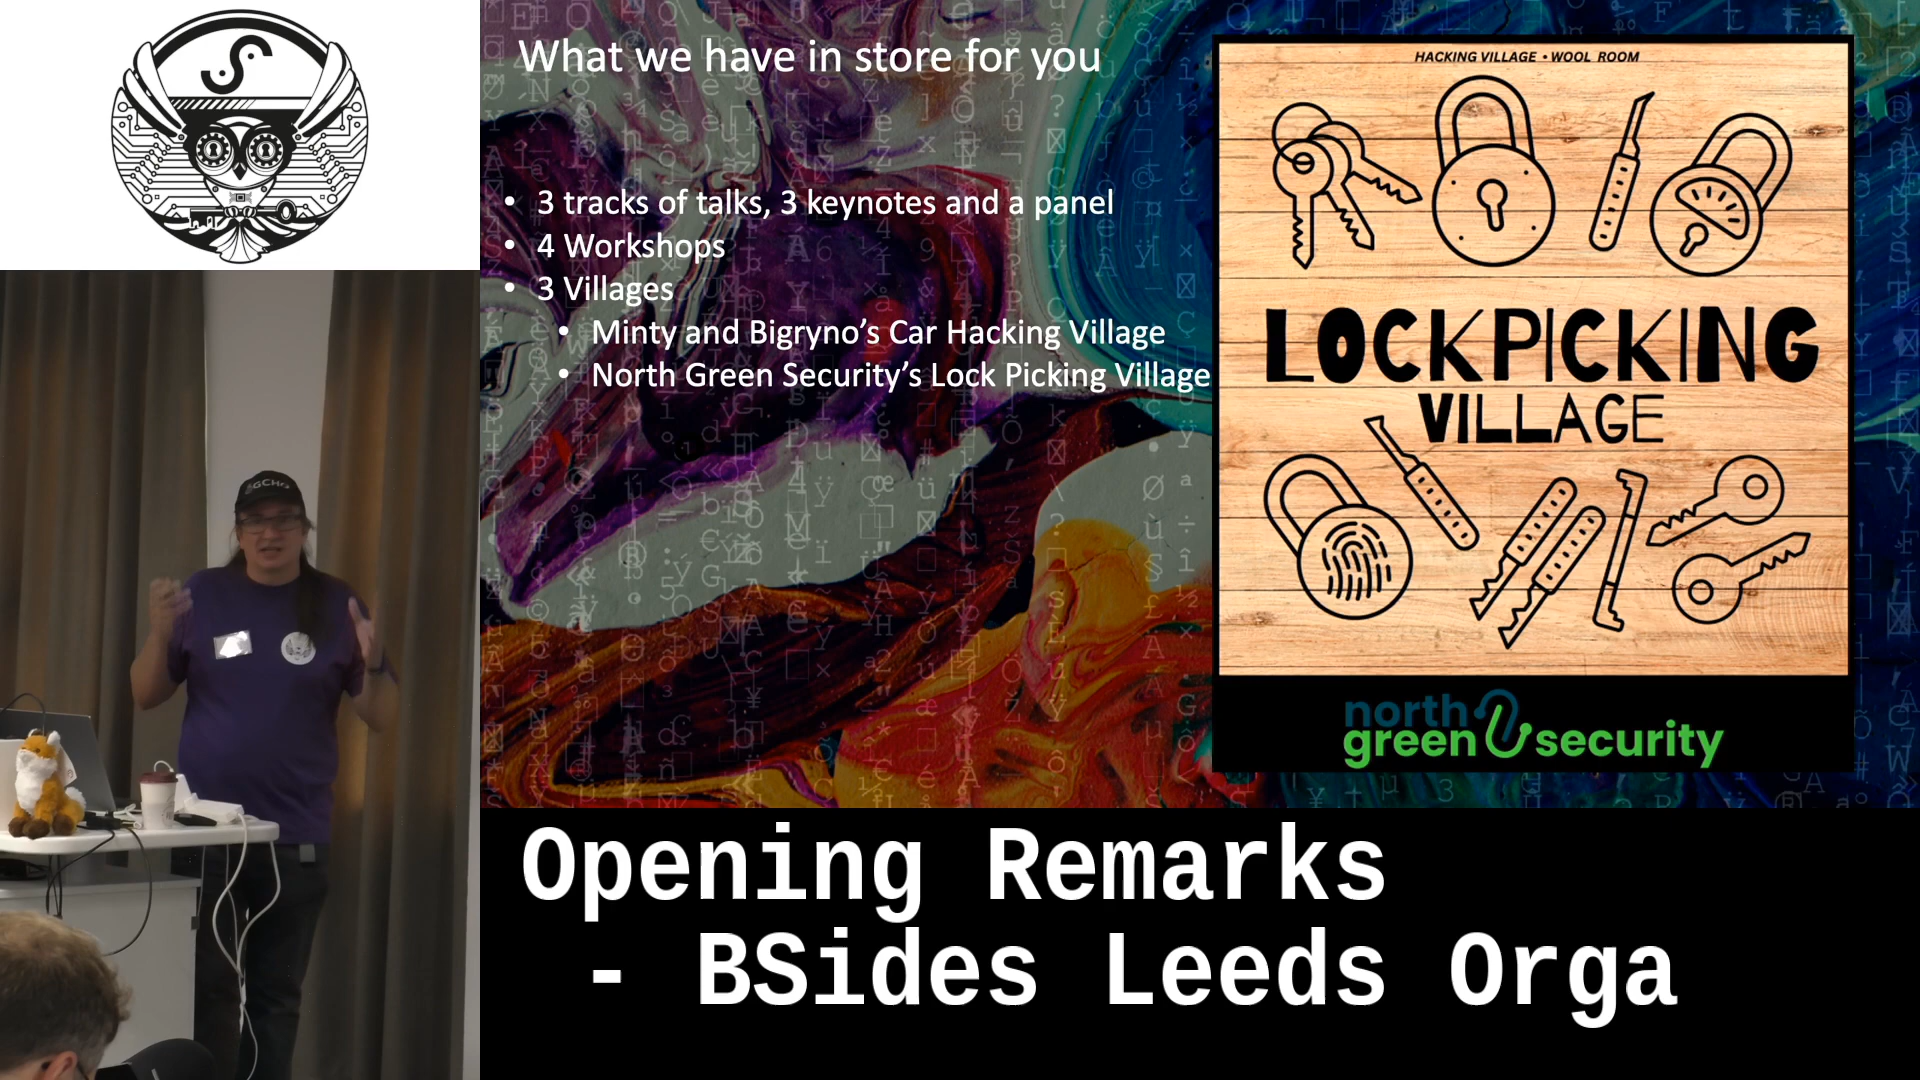 What we have in store for you
• 3 tracks of talks, 3 keynotes and a panel
• 4 Workshops
• 3 Villages
• Minty and Bigryno’s Car Hacking Village
• North Green Security’s Lock Picking Village
HACKING VILLAGE • WOOL ROOM
LOCKPICKING
VILLAGE
north
green security
GCHQ
Opening Remarks
- BSides Leeds Orga